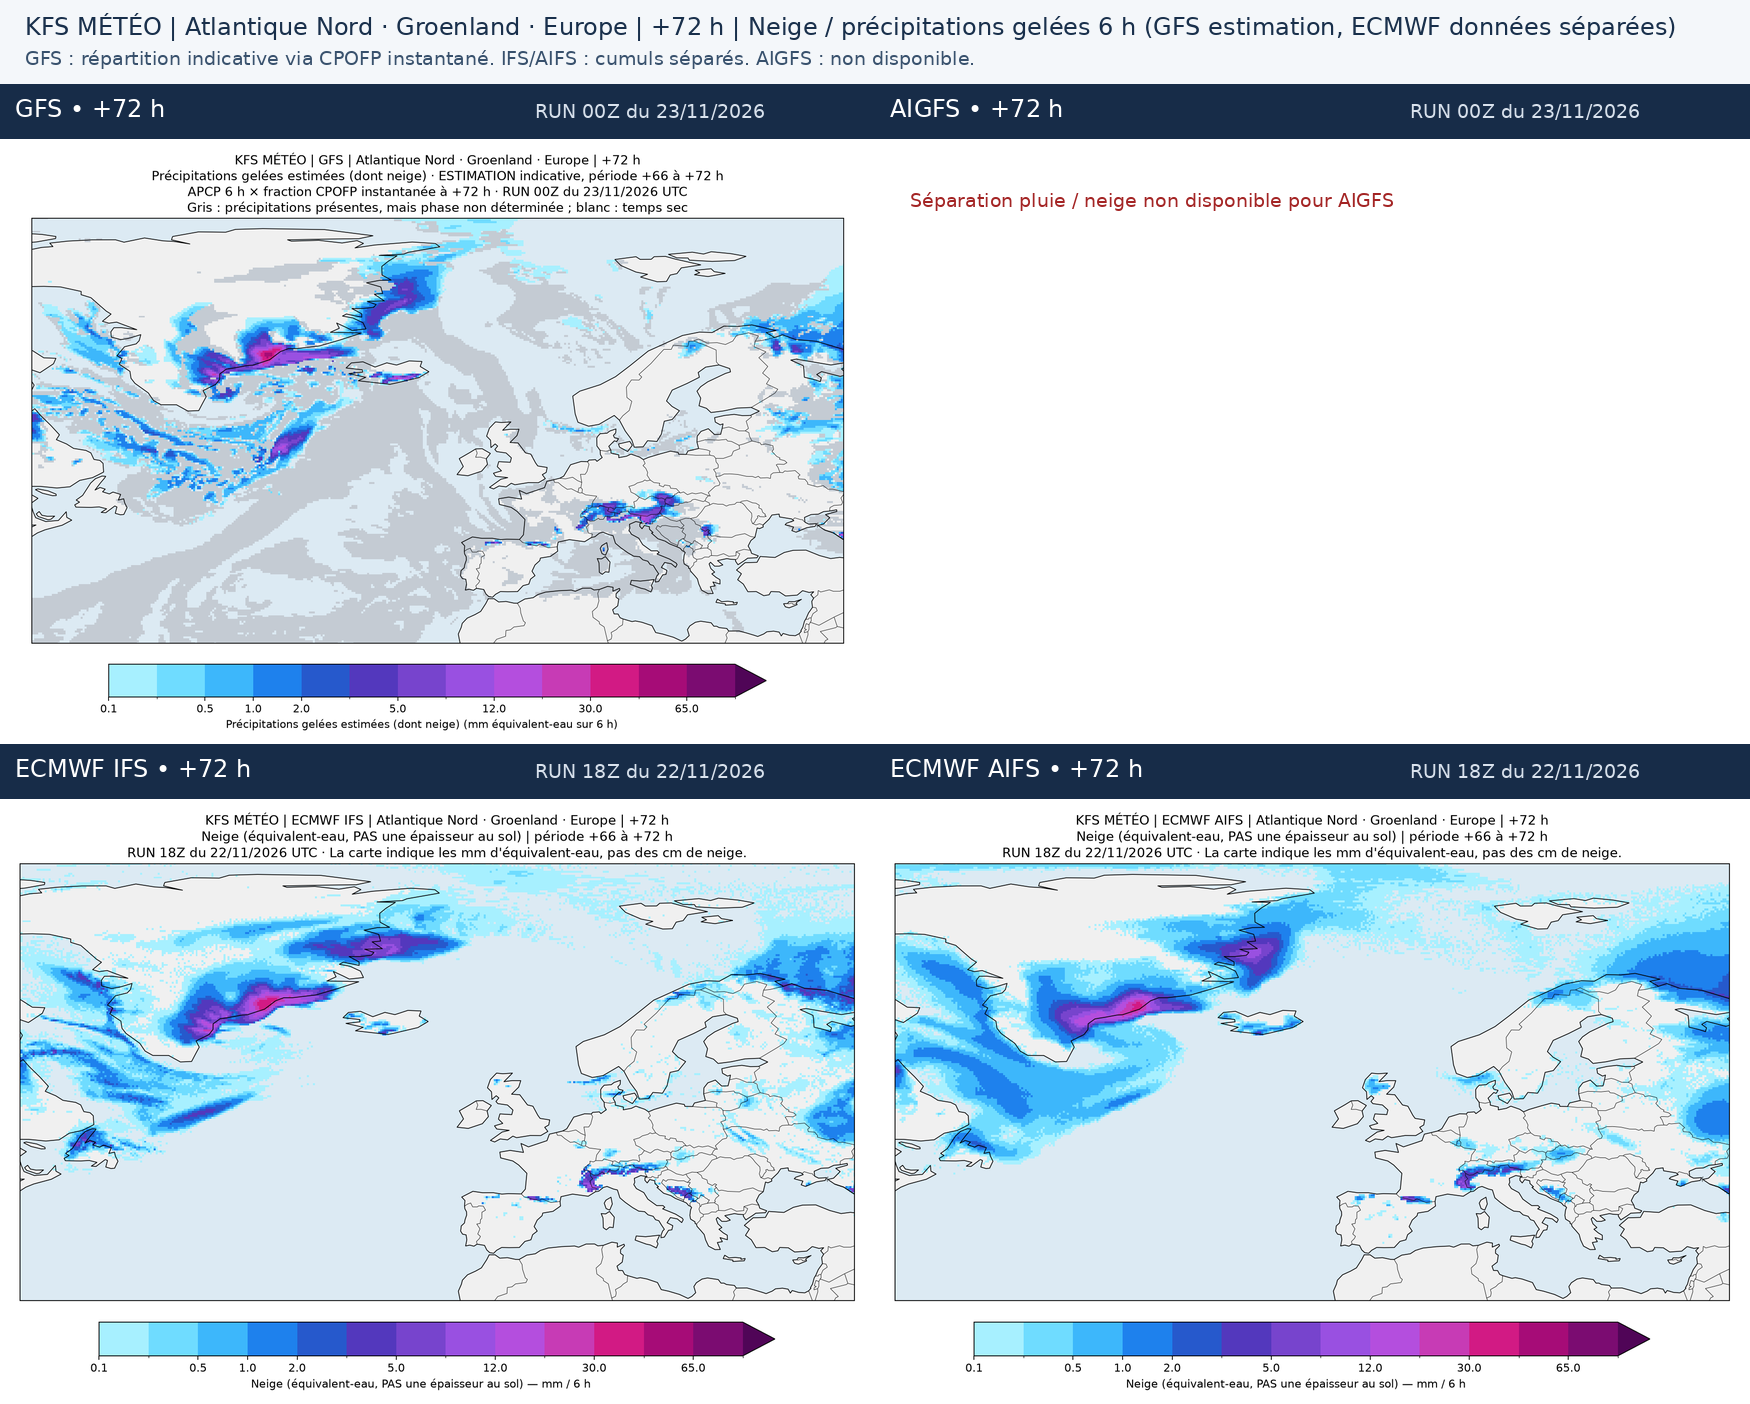 KFS MÉTÉO | Atlantique Nord · Groenland · Europe | +72 h | Neige / précipitations gelées 6 h (GFS estimation, ECMWF données séparées)
GFS : répartition indicative via CPOFP instantané. IFS/AIFS : cumuls séparés. AIGFS : non disponible.
GFS • +72 h RUN 00Z du 23/11/2026
AIGFS • +72 h RUN 00Z du 23/11/2026
KFS MÉTÉO | GFS | Atlantique Nord · Groenland · Europe | +72 h
Précipitations gelées estimées (dont neige) · ESTIMATION indicative, période +66 à +72 h
APCP 6 h × fraction CPOFP instantanée à +72 h · RUN 00Z du 23/11/2026 UTC
Gris : précipitations présentes, mais phase non déterminée ; blanc : temps sec
Séparation pluie / neige non disponible pour AIGFS
0.1 0.5 1.0 2.0 5.0 12.0 30.0 65.0
Précipitations gelées estimées (dont neige) (mm équivalent-eau sur 6 h)
ECMWF IFS • +72 h RUN 18Z du 22/11/2026
ECMWF AIFS • +72 h RUN 18Z du 22/11/2026
KFS MÉTÉO | ECMWF IFS | Atlantique Nord · Groenland · Europe | +72 h
Neige (équivalent-eau, PAS une épaisseur au sol) | période +66 à +72 h
RUN 18Z du 22/11/2026 UTC · La carte indique les mm d'équivalent-eau, pas des cm de neige.
0.1 0.5 1.0 2.0 5.0 12.0 30.0 65.0
Neige (équivalent-eau, PAS une épaisseur au sol) — mm / 6 h
KFS MÉTÉO | ECMWF AIFS | Atlantique Nord · Groenland · Europe | +72 h
Neige (équivalent-eau, PAS une épaisseur au sol) | période +66 à +72 h
RUN 18Z du 22/11/2026 UTC · La carte indique les mm d'équivalent-eau, pas des cm de neige.
0.1 0.5 1.0 2.0 5.0 12.0 30.0 65.0
Neige (équivalent-eau, PAS une épaisseur au sol) — mm / 6 h